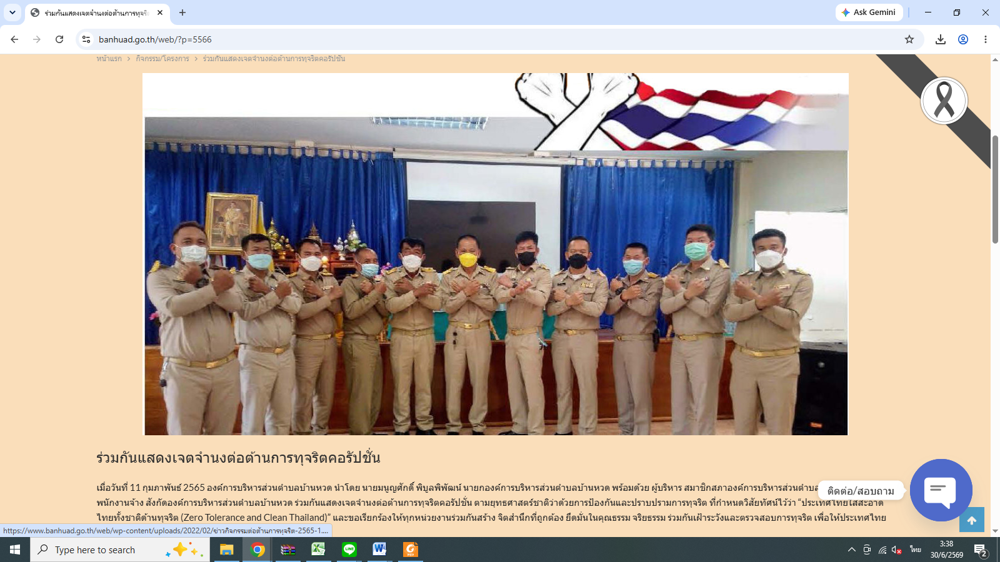 ร่วมกันแสดงเจตจำนงต่อต้านการทุจริต
Ask Gemini
banhuad.go.th/web/?p=5566
หน้าแรก > กิจกรรม/โครงการ > ร่วมกันแสดงเจตจำนงต่อต้านการทุจริตคอรัปชั่น
ร่วมกันแสดงเจตจำนงต่อต้านการทุจริตคอรัปชั่น
เมื่อวันที่ 11 กุมภาพันธ์ 2565 องค์การบริหารส่วนตำบลบ้านหวด นำโดย นายมนูญศักดิ์ พิบูลพิพัฒน์ นายกองค์การบริหารส่วนตำบลบ้านหวด พร้อมด้วย ผู้บริหาร สมาชิกสภาองค์การบริหารส่วนตำบล
พนักงานจ้าง สังกัดองค์การบริหารส่วนตำบลบ้านหวด ร่วมกันแสดงเจตจำนงต่อต้านการทุจริตคอรัปชั่น ตามยุทธศาสตร์ชาติว่าด้วยการป้องกันและปราบปรามการทุจริต ที่กำหนดวิสัยทัศน์ไว้ว่า “ประเทศไทยใสสะอาด
ไทยทั้งชาติต้านทุจริต (Zero Tolerance and Clean Thailand)” และขอเรียกร้องให้ทุกหน่วยงานร่วมกันสร้าง จิตสำนึกที่ถูกต้อง ยึดมั่นในคุณธรรม จริยธรรม ร่วมกันเฝ้าระวังและตรวจสอบการทุจริต เพื่อให้ประเทศไทย
ติดต่อ/สอบถาม
https://www.banhuad.go.th/web/wp-content/uploads/2022/02/ข่าวกิจกรรมต่อต้านการทุจริต-2565-1....
Type here to search
LINE
PDF
ไทย
3:38
30/6/2569
2